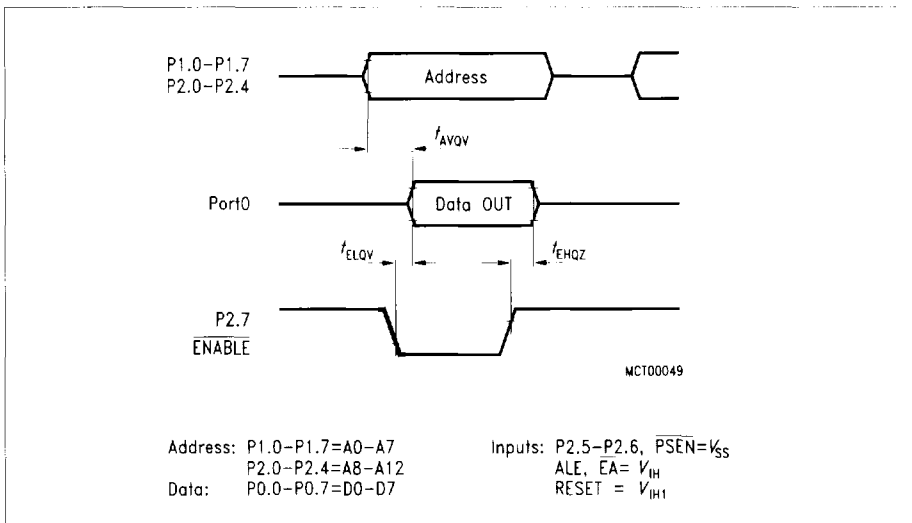 P1.0–P1.7
P2.0–P2.4
Address
tAVQV
Port0
Data OUT
tELQV
tEHQZ
P2.7
ENABLE
MCT00049
Address: P1.0–P1.7=A0–A7
P2.0–P2.4=A8–A12
Data: P0.0–P0.7=D0–D7
Inputs: P2.5–P2.6, PSEN=VSS
ALE, EA= VIH
RESET = VIH1